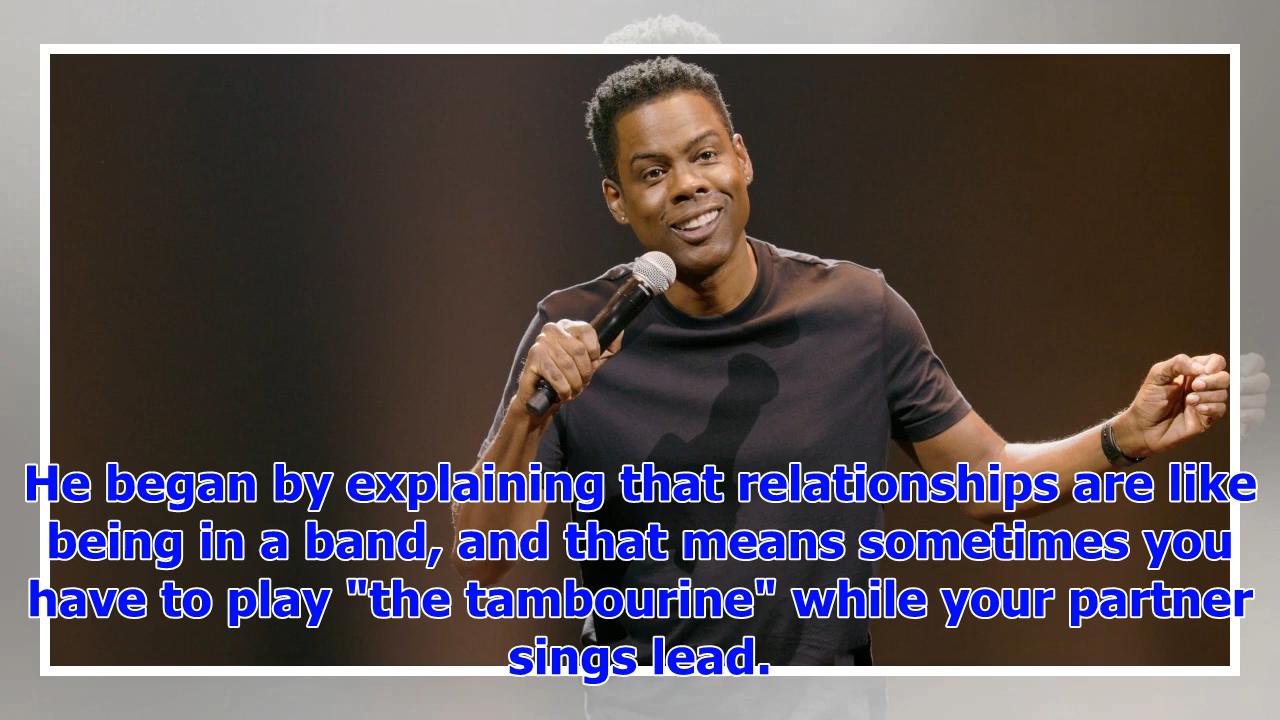 He began by explaining that relationships are like
being in a band, and that means sometimes you
have to play "the tambourine" while your partner
sings lead.